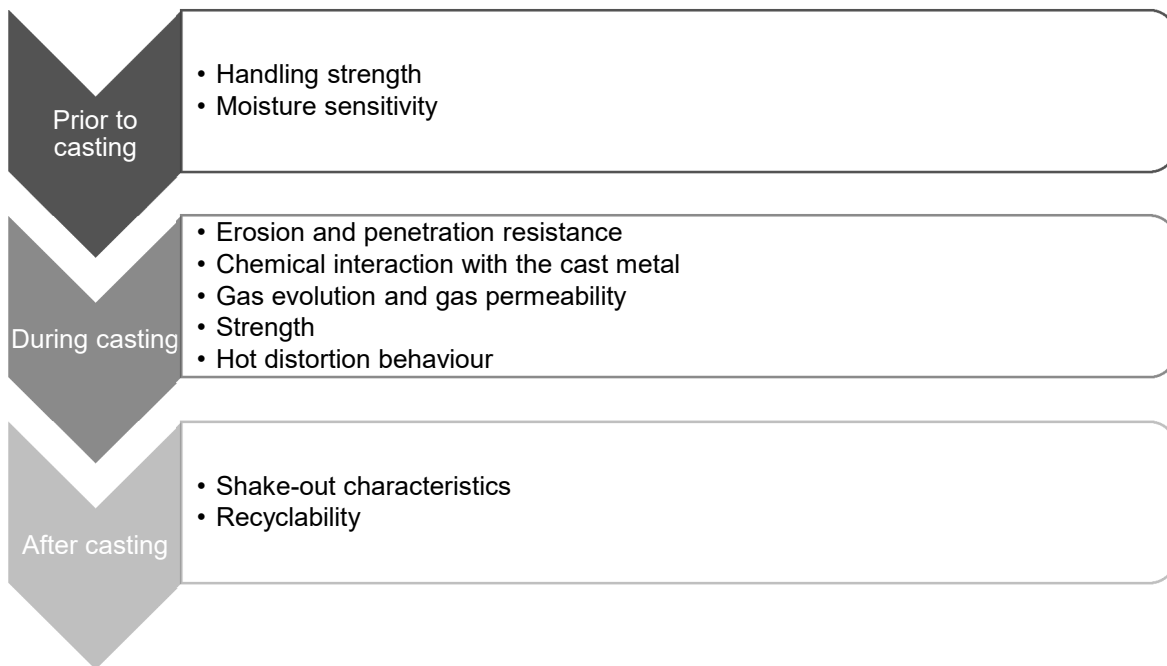 Prior to
casting
• Handling strength
• Moisture sensitivity
During casting
• Erosion and penetration resistance
• Chemical interaction with the cast metal
• Gas evolution and gas permeability
• Strength
• Hot distortion behaviour
After casting
• Shake-out characteristics
• Recyclability